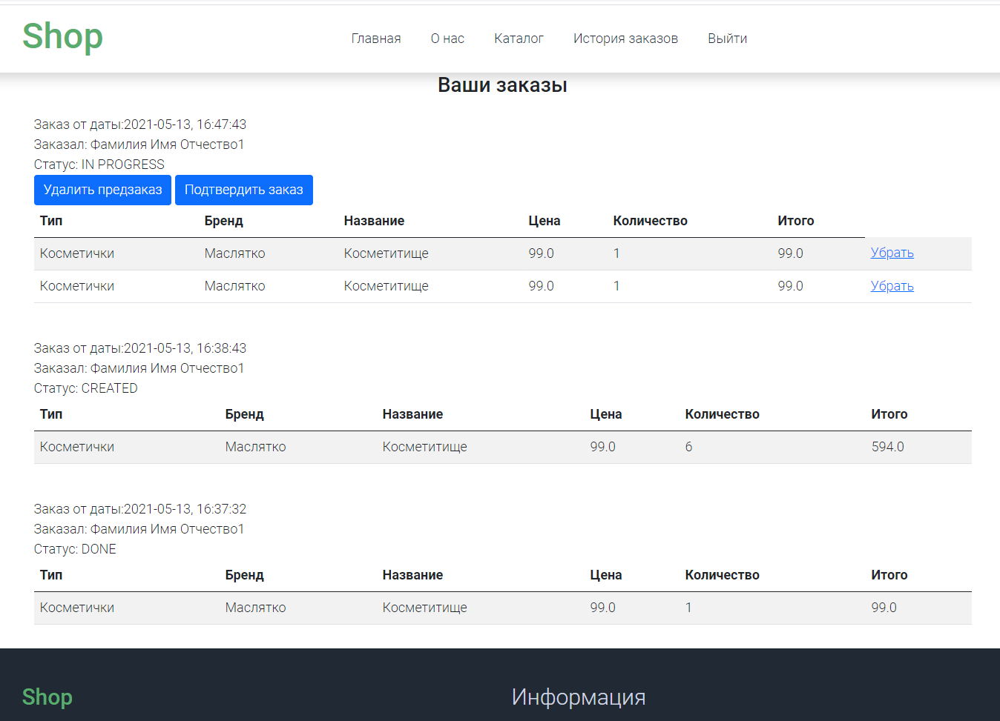 Shop
Главная О нас Каталог История заказов Выйти
Ваши заказы
Заказ от даты:2021-05-13, 16:47:43
Заказал: Фамилия Имя Отчество1
Статус: IN PROGRESS
Удалить предзаказ Подтвердить заказ
Тип Бренд Название Цена Количество Итого
Косметички Маслятко Косметитище 99.0 1 99.0 Убрать
Косметички Маслятко Косметитище 99.0 1 99.0 Убрать
Заказ от даты:2021-05-13, 16:38:43
Заказал: Фамилия Имя Отчество1
Статус: CREATED
Тип Бренд Название Цена Количество Итого
Косметички Маслятко Косметитище 99.0 6 594.0
Заказ от даты:2021-05-13, 16:37:32
Заказал: Фамилия Имя Отчество1
Статус: DONE
Тип Бренд Название Цена Количество Итого
Косметички Маслятко Косметитище 99.0 1 99.0
Shop Информация